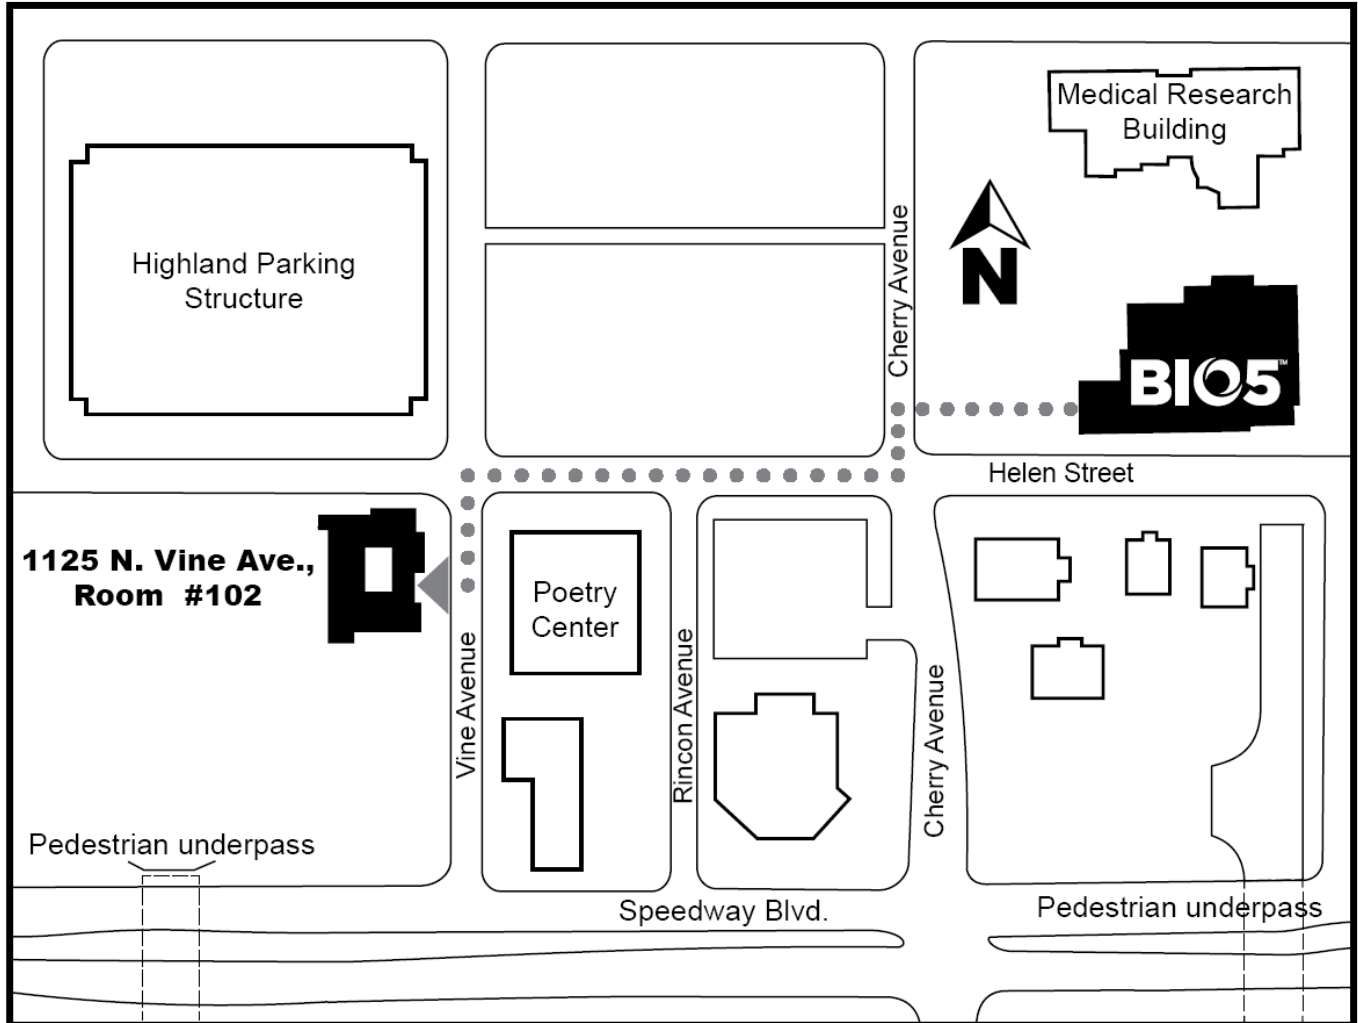 Medical Research
Building
Cherry Avenue
N
Highland Parking
Structure
BIO5™
Helen Street
1125 N. Vine Ave.,
Room #102
Poetry
Center
Vine Avenue
Rincon Avenue
Cherry Avenue
Pedestrian underpass
Speedway Blvd.
Pedestrian underpass